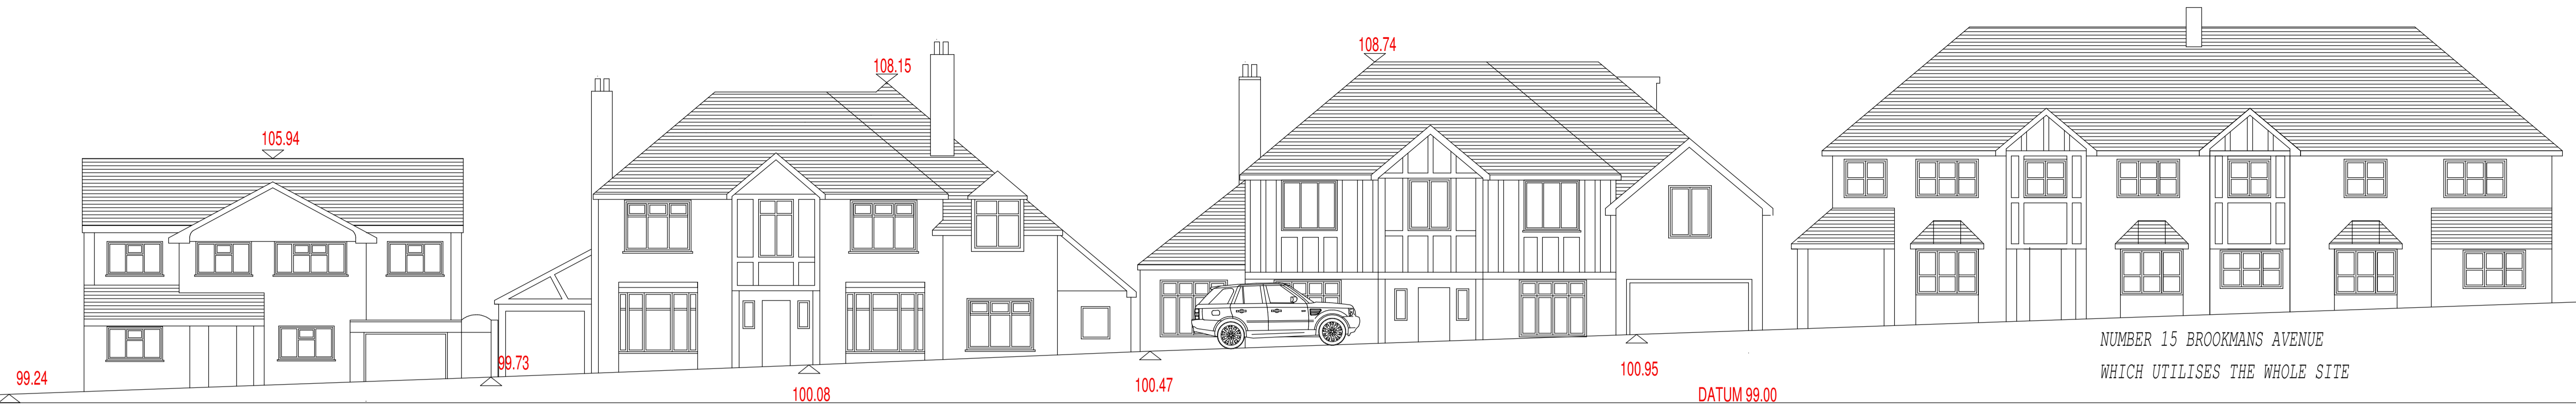 108.74
108.15
105.94
NUMBER 15 BROOKMANS AVENUE
WHICH UTILISES THE WHOLE SITE
99.24
99.73
100.08
100.47
100.95
DATUM 99.00